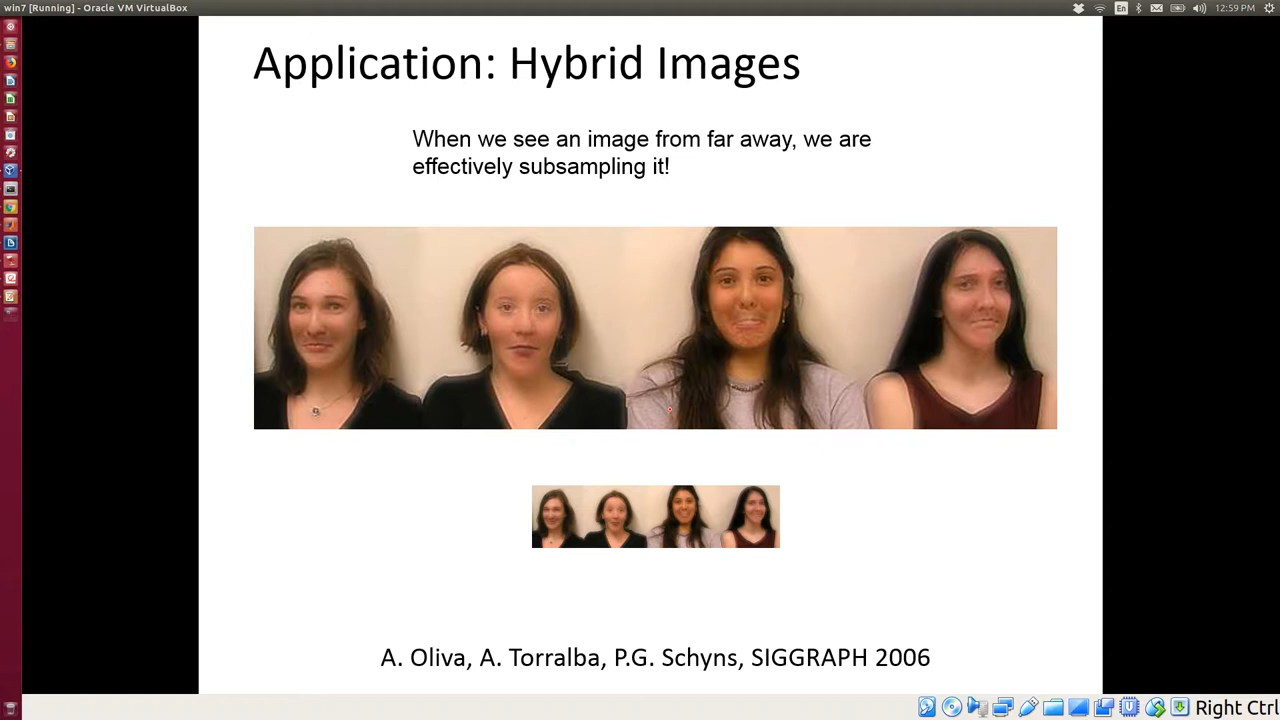 win7 [Running] - Oracle VM VirtualBox
En
12:59 PM
Application: Hybrid Images
When we see an image from far away, we are
effectively subsampling it!
A. Oliva, A. Torralba, P.G. Schyns, SIGGRAPH 2006
Right Ctrl